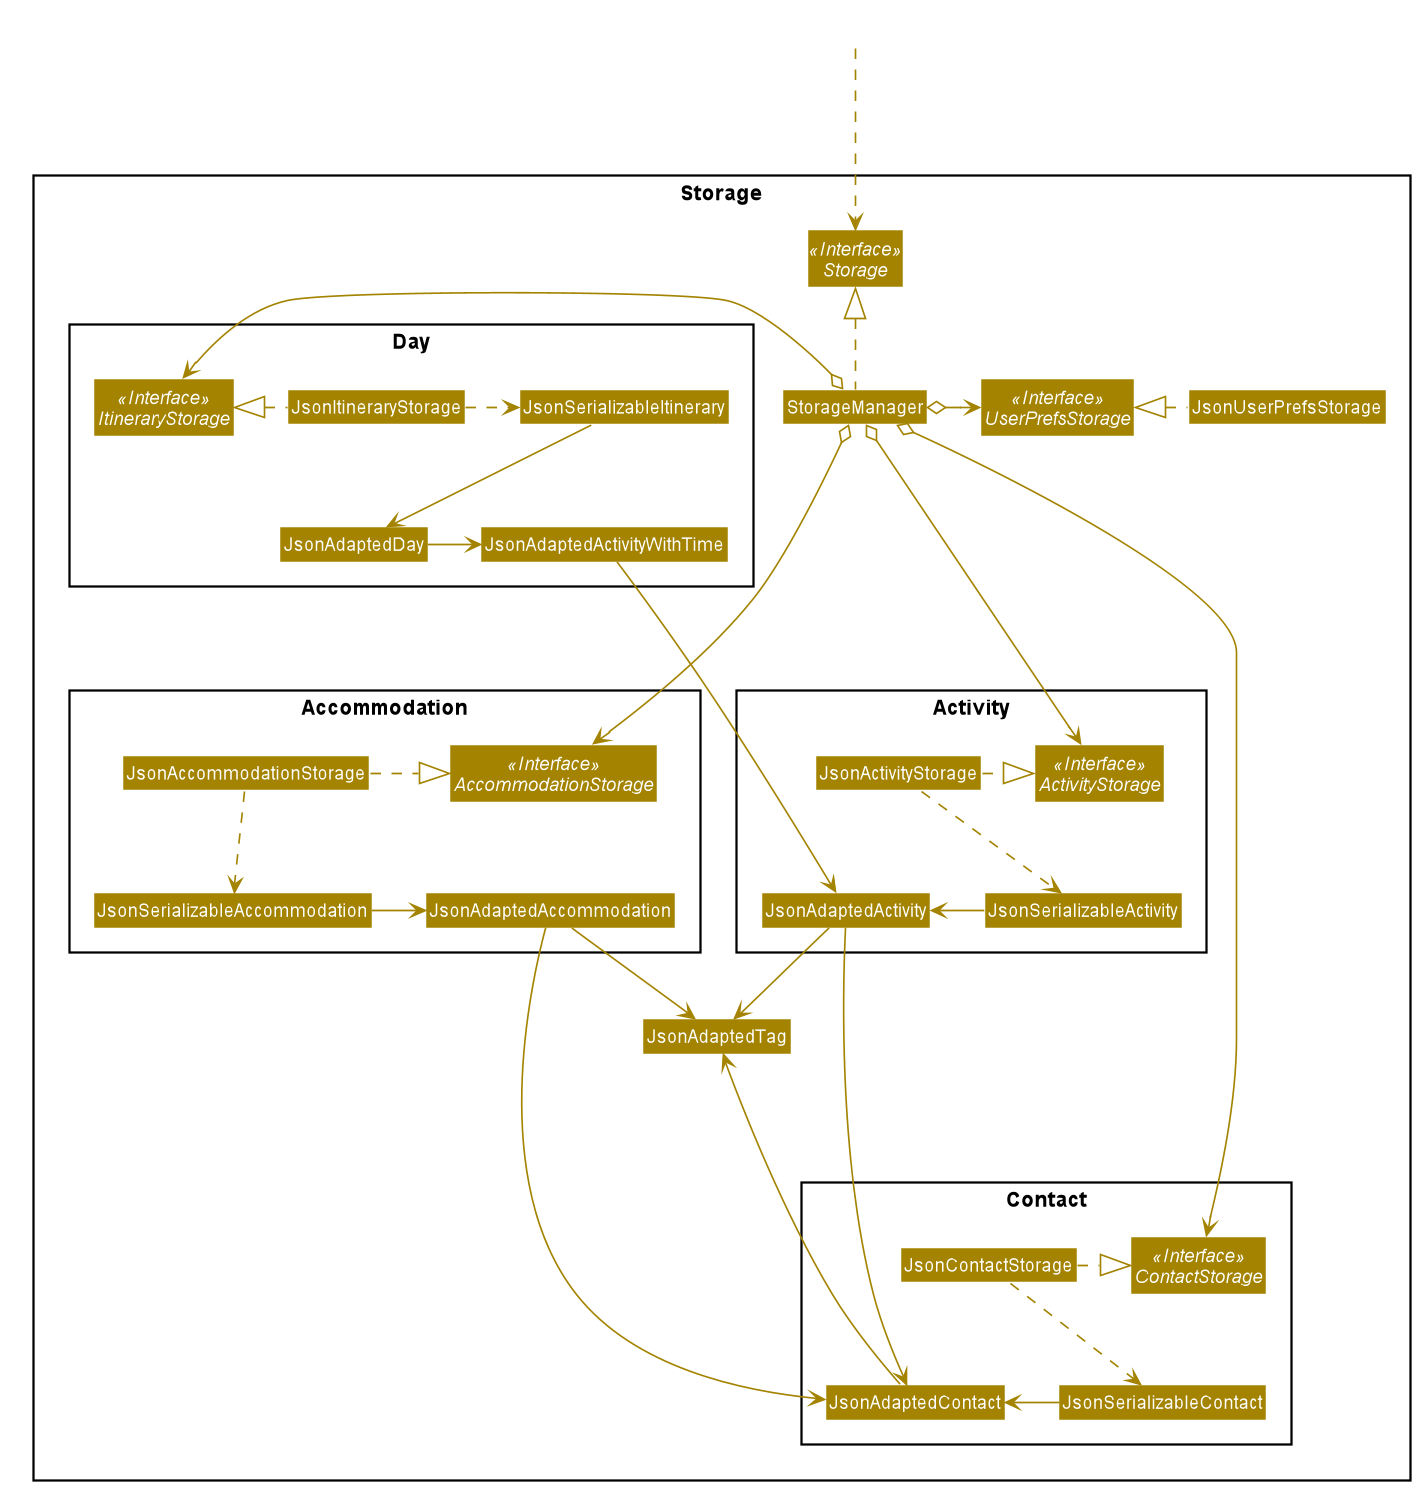 Storage
«Interface»
Storage
Day
«Interface»
ItineraryStorage
JsonItineraryStorage
JsonSerializableItinerary
StorageManager
«Interface»
UserPrefsStorage
JsonUserPrefsStorage
JsonAdaptedDay
JsonAdaptedActivityWithTime
Accommodation
JsonAccommodationStorage
«Interface»
AccommodationStorage
JsonSerializableAccommodation
JsonAdaptedAccommodation
Activity
JsonActivityStorage
«Interface»
ActivityStorage
JsonAdaptedActivity
JsonSerializableActivity
JsonAdaptedTag
Contact
JsonContactStorage
«Interface»
ContactStorage
JsonAdaptedContact
JsonSerializableContact